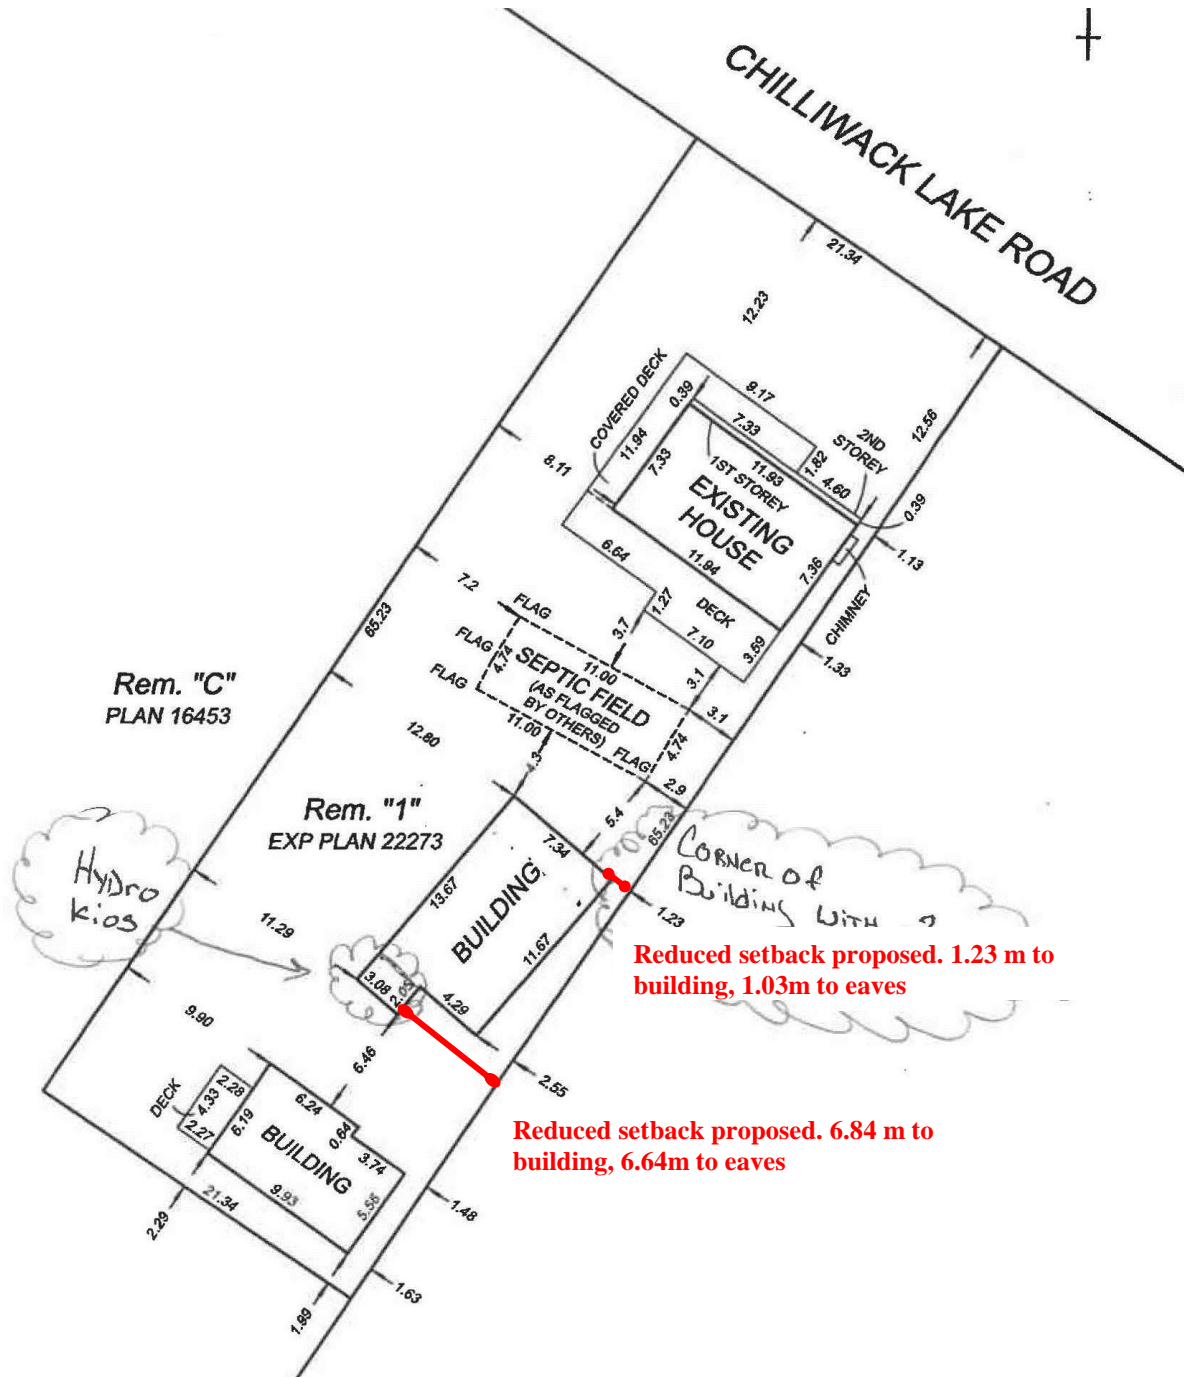 CHILLIWACK LAKE ROAD
21.34
12.23
12.56
COVERED DECK
0.39
9.17
7.33
11.94
7.33
1ST STOREY
11.93
1.82
2ND
STOREY
4.60
0.39
8.11
EXISTING
HOUSE
11.94
7.36
1.13
CHIMNEY
6.64
1.27
DECK
7.10
3.59
1.33
7.2
FLAG
3.7
65.23
FLAG
4.74
11.00
SEPTIC FIELD
(AS FLAGGED
BY OTHERS)
3.1
3.1
FLAG
11.00
FLAG
4.74
2.9
Rem. "C"
PLAN 16453
12.80
4.3
5.4
65.23
Rem. "1"
EXP PLAN 22273
7.34
BUILDING
13.67
11.67
Hydro
kios
CORNER OF
Building WITH
1.23
Reduced setback proposed. 1.23 m to
building, 1.03m to eaves
11.29
3.08
2.09
4.29
9.90
6.46
2.55
Reduced setback proposed. 6.84 m to
building, 6.64m to eaves
DECK
4.33
2.28
2.27
6.19
6.24
0.64
3.74
BUILDING
9.93
5.56
1.48
21.34
2.29
1.63
1.99